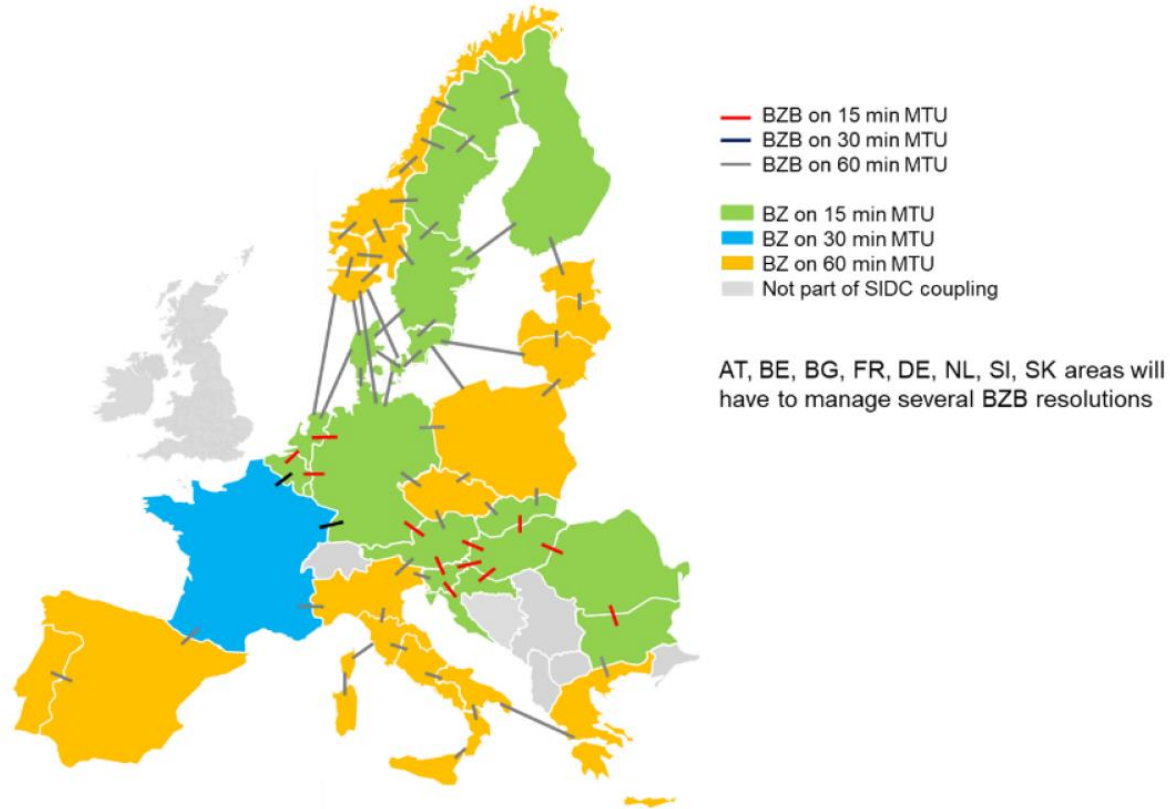 BZB on 15 min MTU
BZB on 30 min MTU
BZB on 60 min MTU
BZ on 15 min MTU
BZ on 30 min MTU
BZ on 60 min MTU
Not part of SIDC coupling
AT, BE, BG, FR, DE, NL, SI, SK areas will
have to manage several BZB resolutions